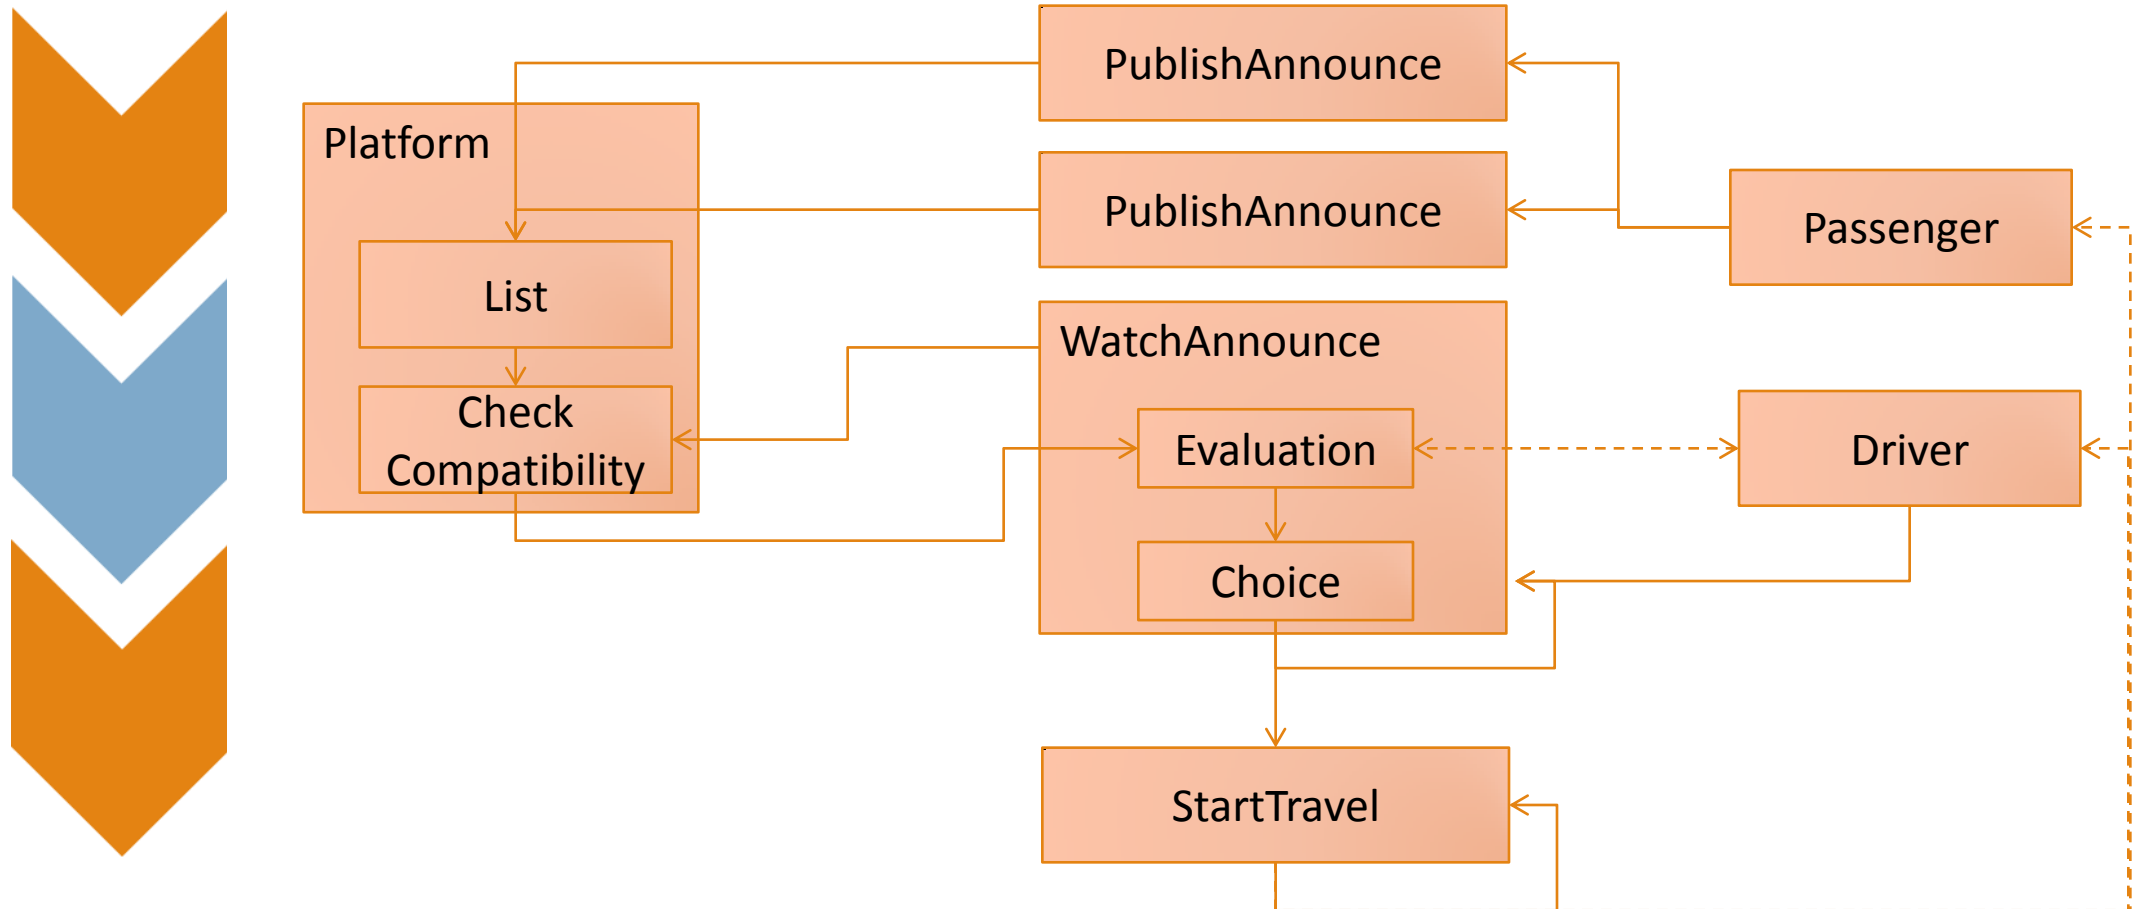 PublishAnnounce
Platform
PublishAnnounce
Passenger
List
WatchAnnounce
Check
Compatibility
Evaluation
Driver
Choice
StartTravel